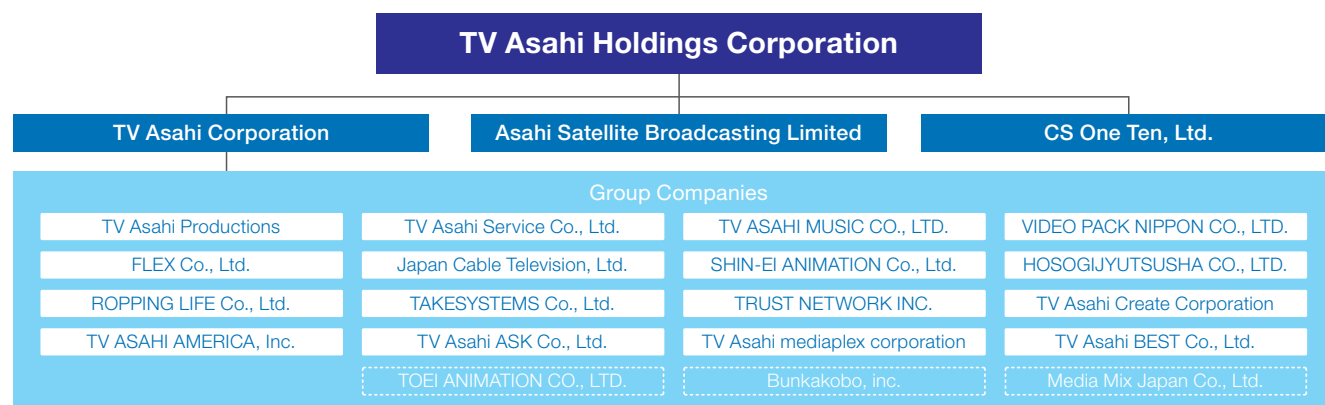 TV Asahi Holdings Corporation
TV Asahi Corporation
Asahi Satellite Broadcasting Limited
CS One Ten, Ltd.
Group Companies
TV Asahi Productions
TV Asahi Service Co., Ltd.
TV ASAHI MUSIC CO., LTD.
VIDEO PACK NIPPON CO., LTD.
FLEX Co., Ltd.
Japan Cable Television, Ltd.
SHIN-EI ANIMATION Co., Ltd.
HOSOGIJYUTSUSHA CO., LTD.
ROPPING LIFE Co., Ltd.
TAKESYSTEMS Co., Ltd.
TRUST NETWORK INC.
TV Asahi Create Corporation
TV ASAHI AMERICA, Inc.
TV Asahi ASK Co., Ltd.
TV Asahi mediaplex corporation
TV Asahi BEST Co., Ltd.
TOEI ANIMATION CO., LTD.
Bunkakobo, inc.
Media Mix Japan Co., Ltd.